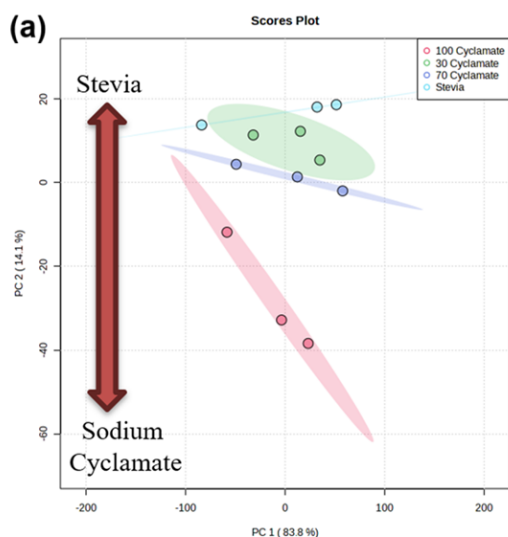 (a)
Scores Plot
100 Cyclamate
30 Cyclamate
70 Cyclamate
Stevia
Stevia
Sodium
Cyclamate
PC 2 ( 14.1 %)
20
0
-20
-40
-60
-200
-100
0
100
200
PC 1 ( 83.8 %)